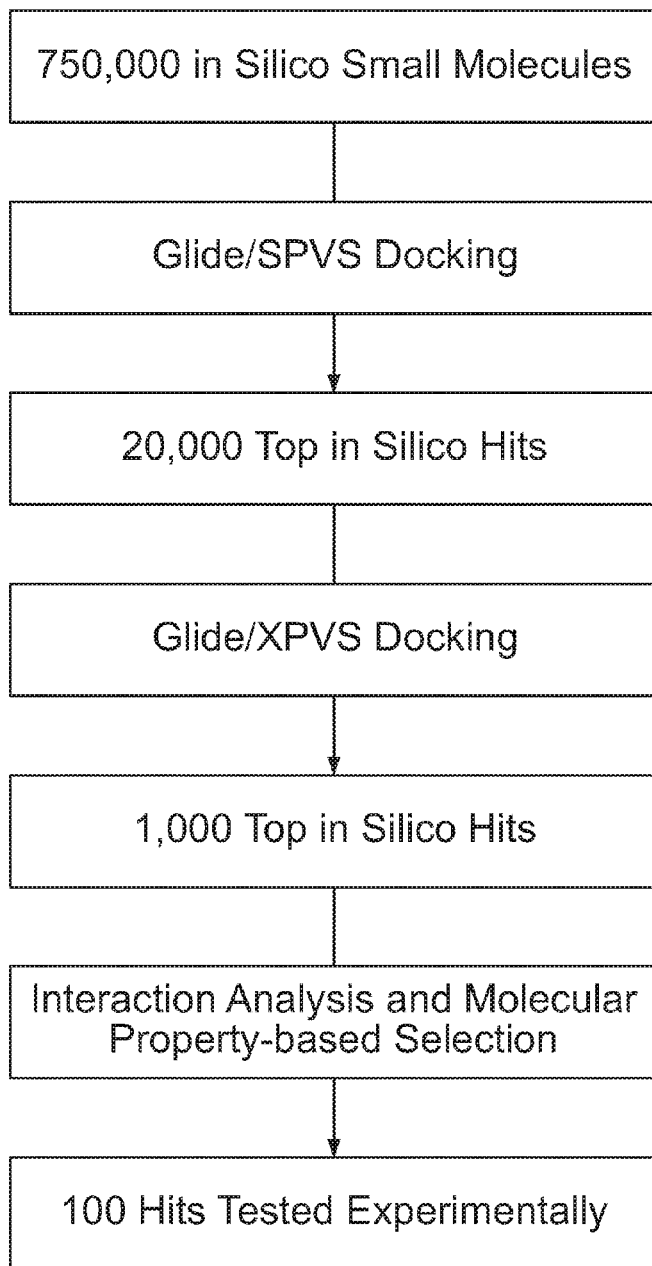 750,000 in Silico Small Molecules
Glide/SPVS Docking
20,000 Top in Silico Hits
Glide/XPVS Docking
1,000 Top in Silico Hits
Interaction Analysis and Molecular
Property-based Selection
100 Hits Tested Experimentally